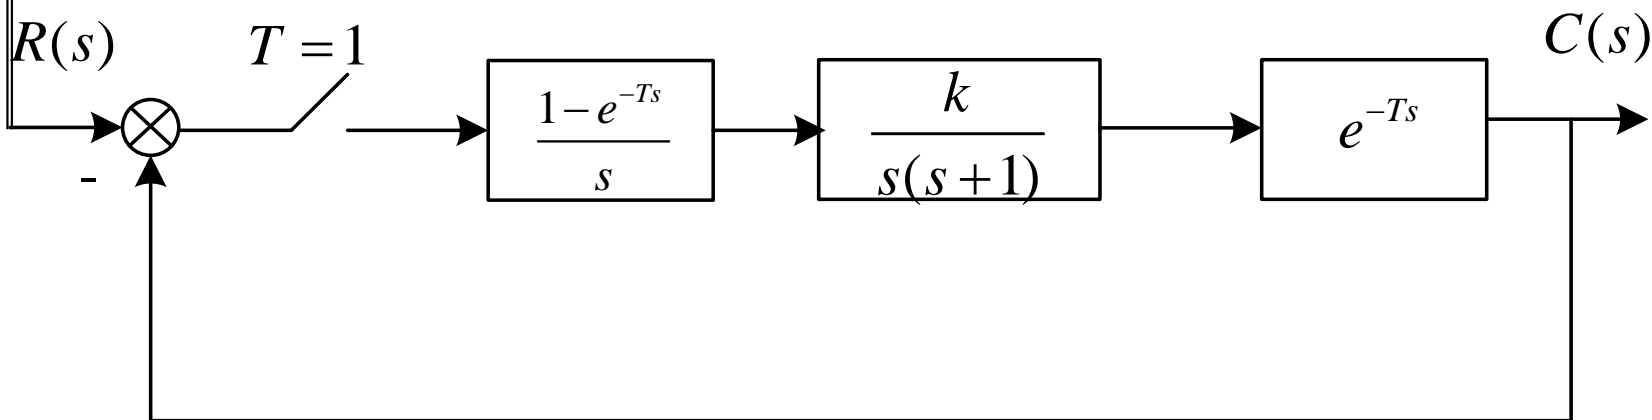 R(s)
T = 1
1 − e^{−Ts}
s
k
s(s + 1)
e^{−Ts}
C(s)
-